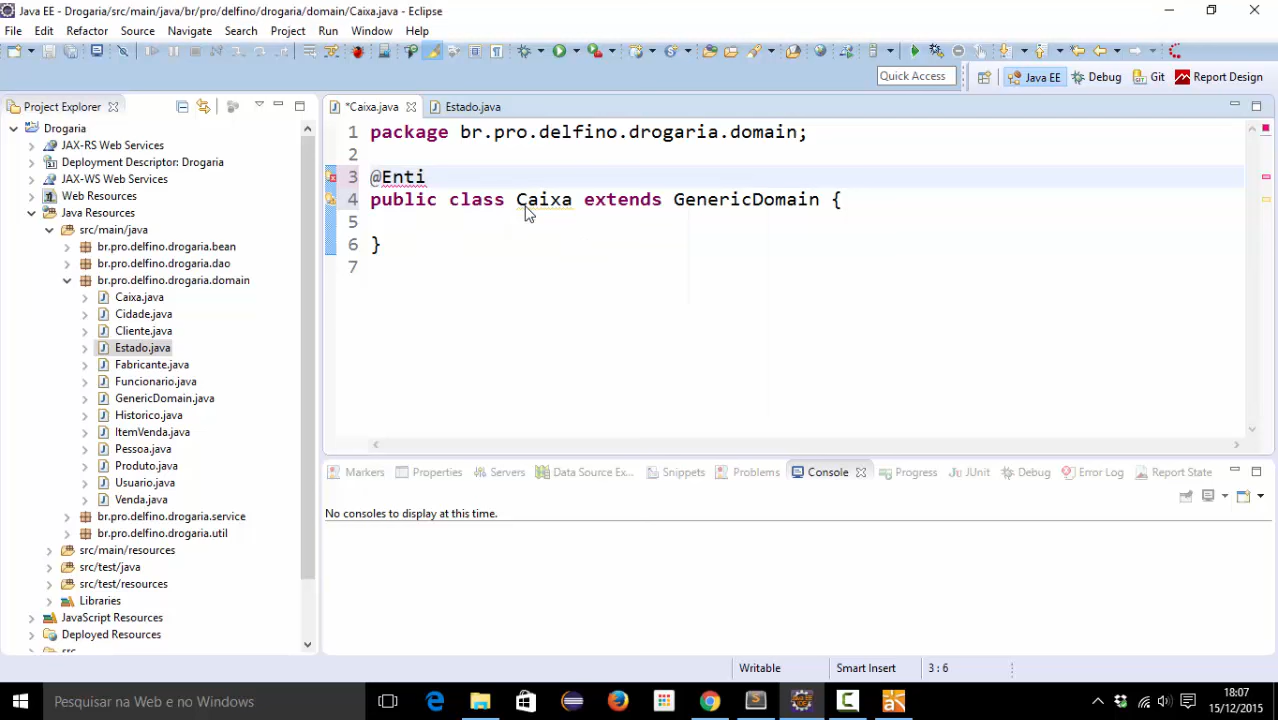 Java EE - Drogaria/src/main/java/br/pro/delfino/drogaria/domain/Caixa.java - Eclipse
File Edit Refactor Source Navigate Search Project Run Window Help
Quick Access Java EE Debug Git Report Design
Project Explorer
*Caixa.java Estado.java
Drogaria
JAX-RS Web Services
Deployment Descriptor: Drogaria
JAX-WS Web Services
Web Resources
Java Resources
src/main/java
br.pro.delfino.drogaria.bean
br.pro.delfino.drogaria.dao
br.pro.delfino.drogaria.domain
Caixa.java
Cidade.java
Cliente.java
Estado.java
Fabricante.java
Funcionario.java
GenericDomain.java
Historico.java
ItemVenda.java
Pessoa.java
Produto.java
Usuario.java
Venda.java
br.pro.delfino.drogaria.service
br.pro.delfino.drogaria.util
src/main/resources
src/test/java
src/test/resources
Libraries
JavaScript Resources
Deployed Resources
1 package br.pro.delfino.drogaria.domain;
2
3 @Enti
4 public class Caixa extends GenericDomain {
5
6 }
7
Markers Properties Servers Data Source Ex... Snippets Problems Console Progress JUnit Debug Error Log Report State
No consoles to display at this time.
Writable Smart Insert 3 : 6
Pesquisar na Web e no Windows
18:07
15/12/2015